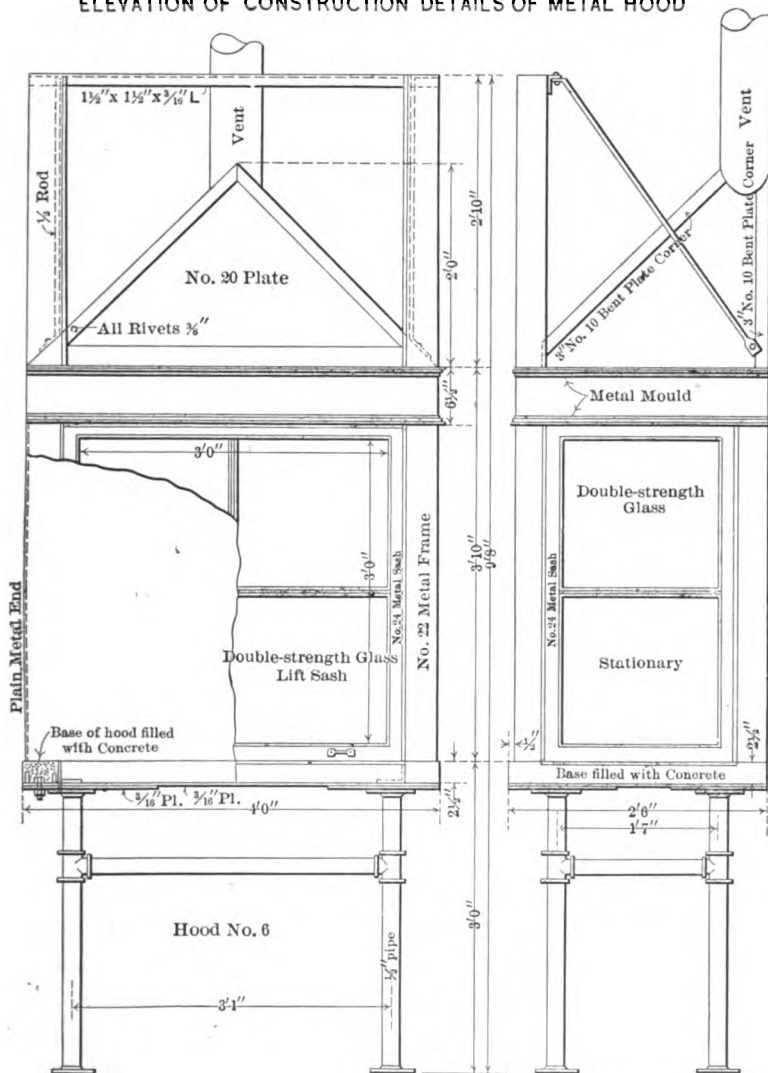 ELEVATION OF CONSTRUCTION DETAILS OF METAL HOOD
1½″ x 1½″ x 3/16″ L
Vent
¼ Rod
No. 20 Plate
All Rivets ⅜″
2′0″
2′10″
6½″
3′0″
3′0″
3′10″
9′8″
Plain Metal End
No. 24 Metal Sash
No. 22 Metal Frame
Double-strength Glass
Lift Sash
Base of hood filled
with Concrete
3/16″ Pl.
3/16″ Pl.
4′0″
2½″
Hood No. 6
½″ pipe
3′1″
3′0″
Vent
3″ No. 10 Bent Plate Corner
3″ No. 10 Bent Plate Corner
Metal Mould
Double-strength
Glass
No. 24 Metal Sash
Stationary
½″
2½″
Base filled with Concrete
2′6″
1′7″